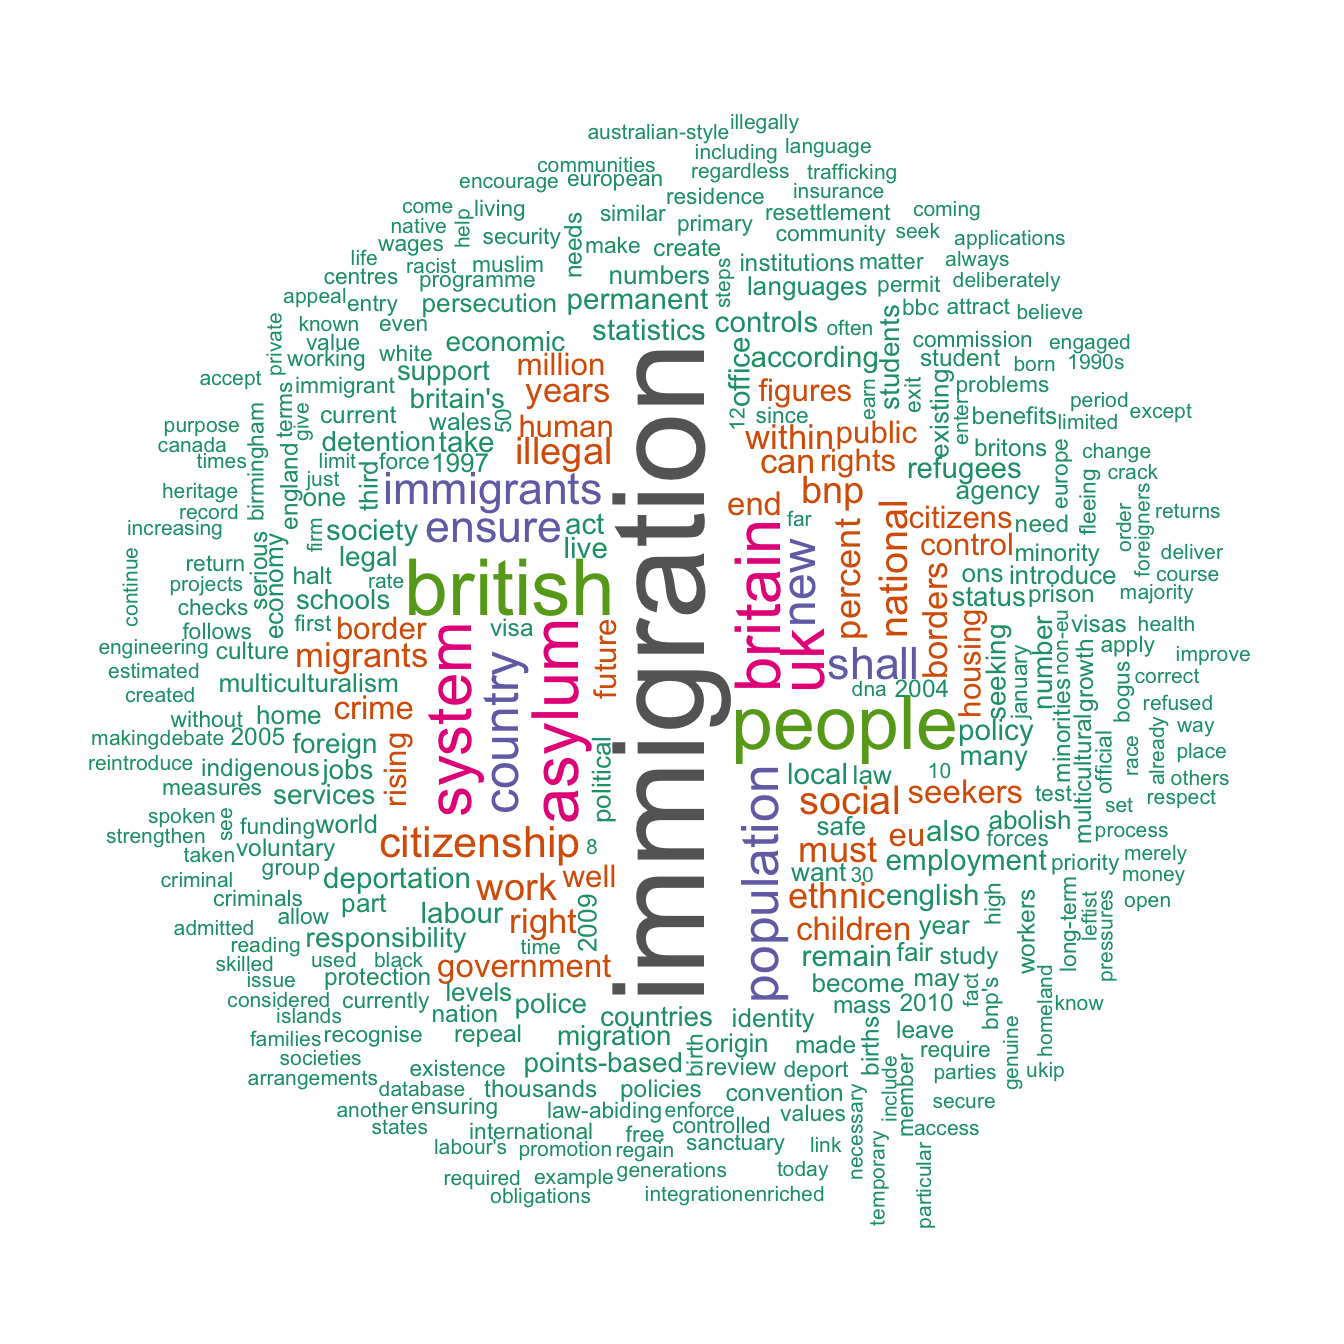 illegally
australian-style
including
language
communities
regardless
trafficking
encourage
european
residence
insurance
come
living
similar
primary
resettlement
coming
native
help
wages
security
needs
make
create
community
seek
applications
life
racist
muslim
numbers
steps
institutions
matter
always
centres
programme
languages
permit
deliberately
appeal
entry
persecution
permanent
bbc
attract
believe
private
known
even
statistics
controls
often
students
commission
engaged
value
white
economic
office
according
student
born
1990s
working
support
million
problems
accept
immigrant
years
figures
earn
exit
period
terms
give
current
britain's
50
human
12
since
existing
enter
benefits
limited
except
purpose
wales
within
public
britons
canada
birmingham
england
detention
take
illegal
can
rights
refugees
europe
change
times
limit
force
1997
crack
heritage
just
third
immigrants
immigration
bnp
agency
fleeing
foreigners
order
returns
record
one
end
national
citizens
need
increasing
firm
society
ensure
act
far
britain
new
percent
control
minority
deliver
continue
return
serious
economy
legal
live
ons
introduce
course
projects
halt
rate
british
borders
status
prison
majority
checks
schools
follows
first
border
visa
uk
housing
seeking
number
non-eu
visas
health
engineering
culture
migrants
system
country
asylum
future
shall
growth
apply
improve
estimated
multiculturalism
dna
2004
january
bogus
correct
created
crime
people
refused
without
home
policy
minorities
multicultural
official
race
already
way
making
debate
2005
foreign
rising
political
many
place
reintroduce
indigenous
jobs
population
local
law
10
test
others
measures
services
social
seekers
set
respect
spoken
see
funding
world
safe
eu
also
abolish
forces
process
strengthen
voluntary
citizenship
8
must
employment
priority
merely
taken
group
want
30
money
criminal
deportation
work
well
ethnic
english
high
workers
long-term
leftist
pressures
open
criminals
part
labour
right
2009
children
year
admitted
allow
responsibility
reading
time
remain
fair
study
skilled
used
black
government
issue
protection
become
may
fact
bnp's
homeland
considered
currently
levels
police
mass
2010
know
islands
nation
countries
identity
families
recognise
repeal
migration
origin
made
births
leave
genuine
societies
existence
points-based
birth
review
deport
require
arrangements
parties
ukip
database
thousands
policies
convention
include
member
another
ensuring
law-abiding
enforce
values
secure
states
international
free
controlled
necessary
access
labour's
promotion
regain
sanctuary
link
temporary
particular
required
example
generations
today
obligations
integration
enriched